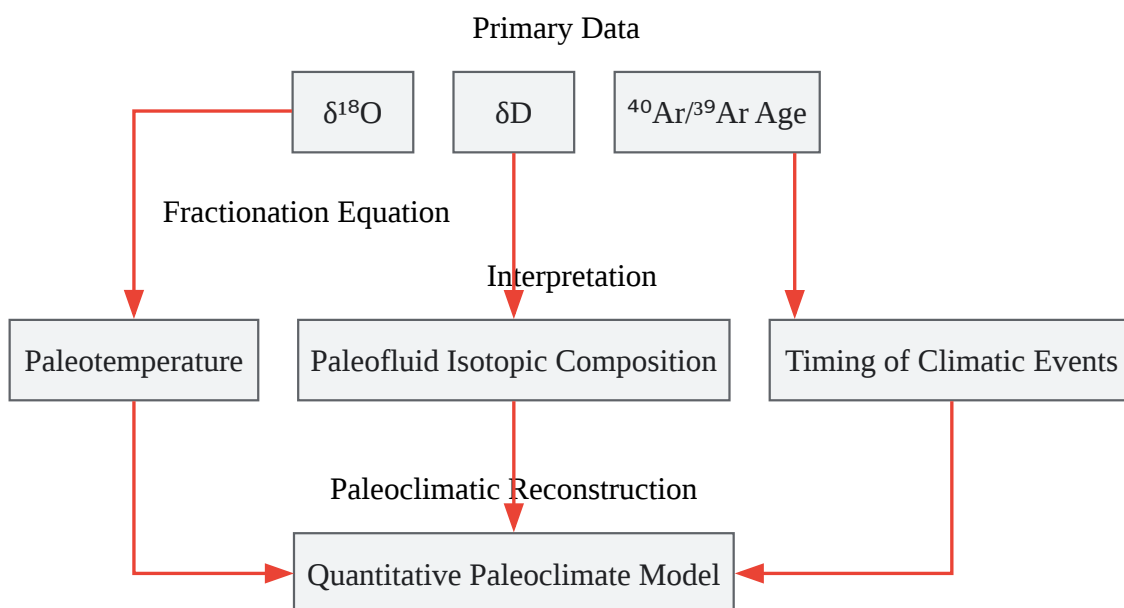 Primary Data
δ¹⁸O
δD
⁴⁰Ar/³⁹Ar Age
Fractionation Equation
Interpretation
Paleotemperature
Paleofluid Isotopic Composition
Timing of Climatic Events
Paleoclimatic Reconstruction
Quantitative Paleoclimate Model